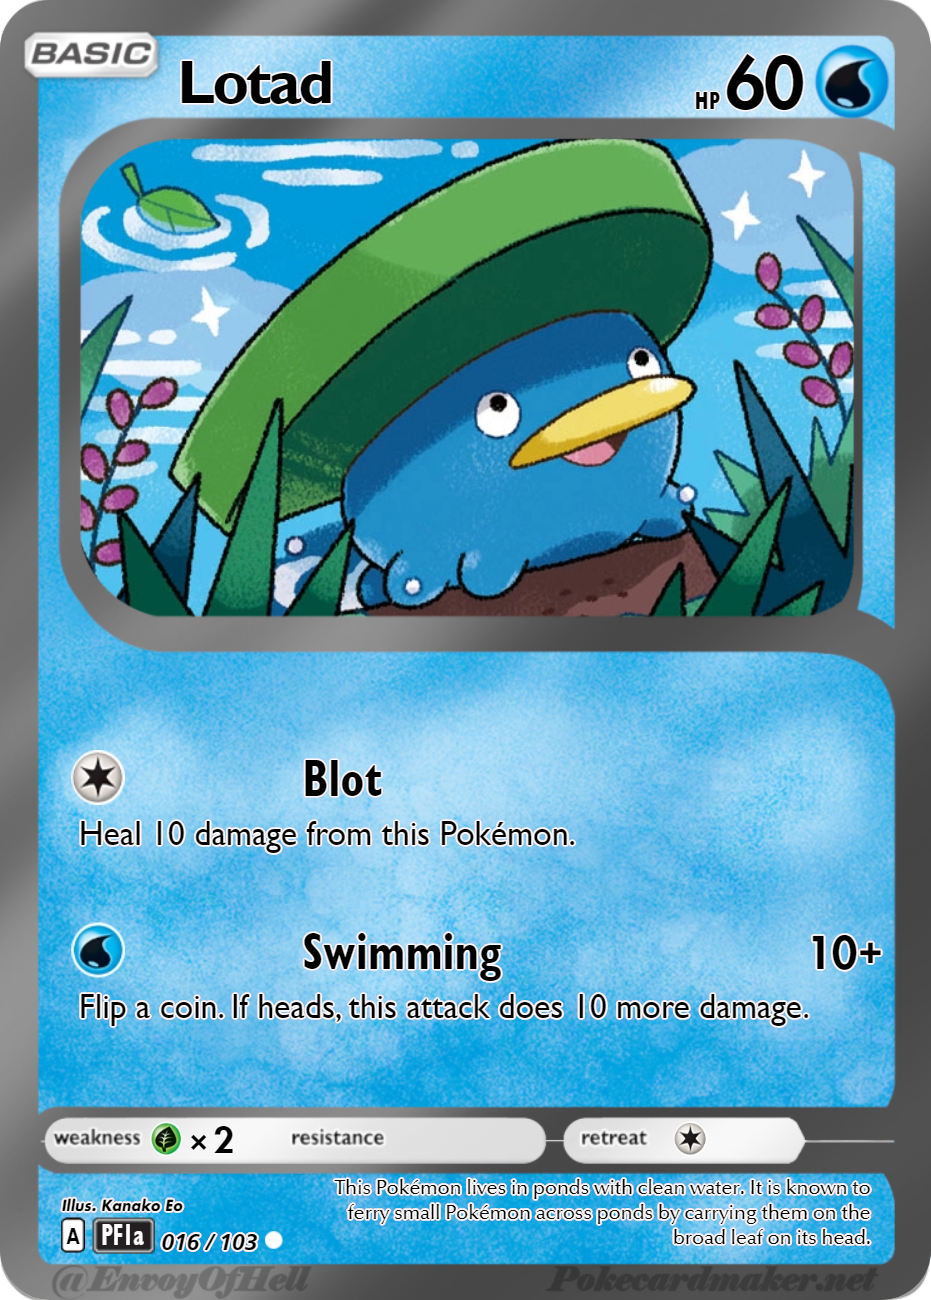 BASIC
Lotad
HP 60
Blot
Heal 10 damage from this Pokémon.
Swimming 10+
Flip a coin. If heads, this attack does 10 more damage.
weakness × 2 resistance retreat
Illus. Kanako Eo
A PF1a 016 / 103
This Pokémon lives in ponds with clean water. It is known to
ferry small Pokémon across ponds by carrying them on the
broad leaf on its head.
@EnvoyOfHell Pokecardmaker.net